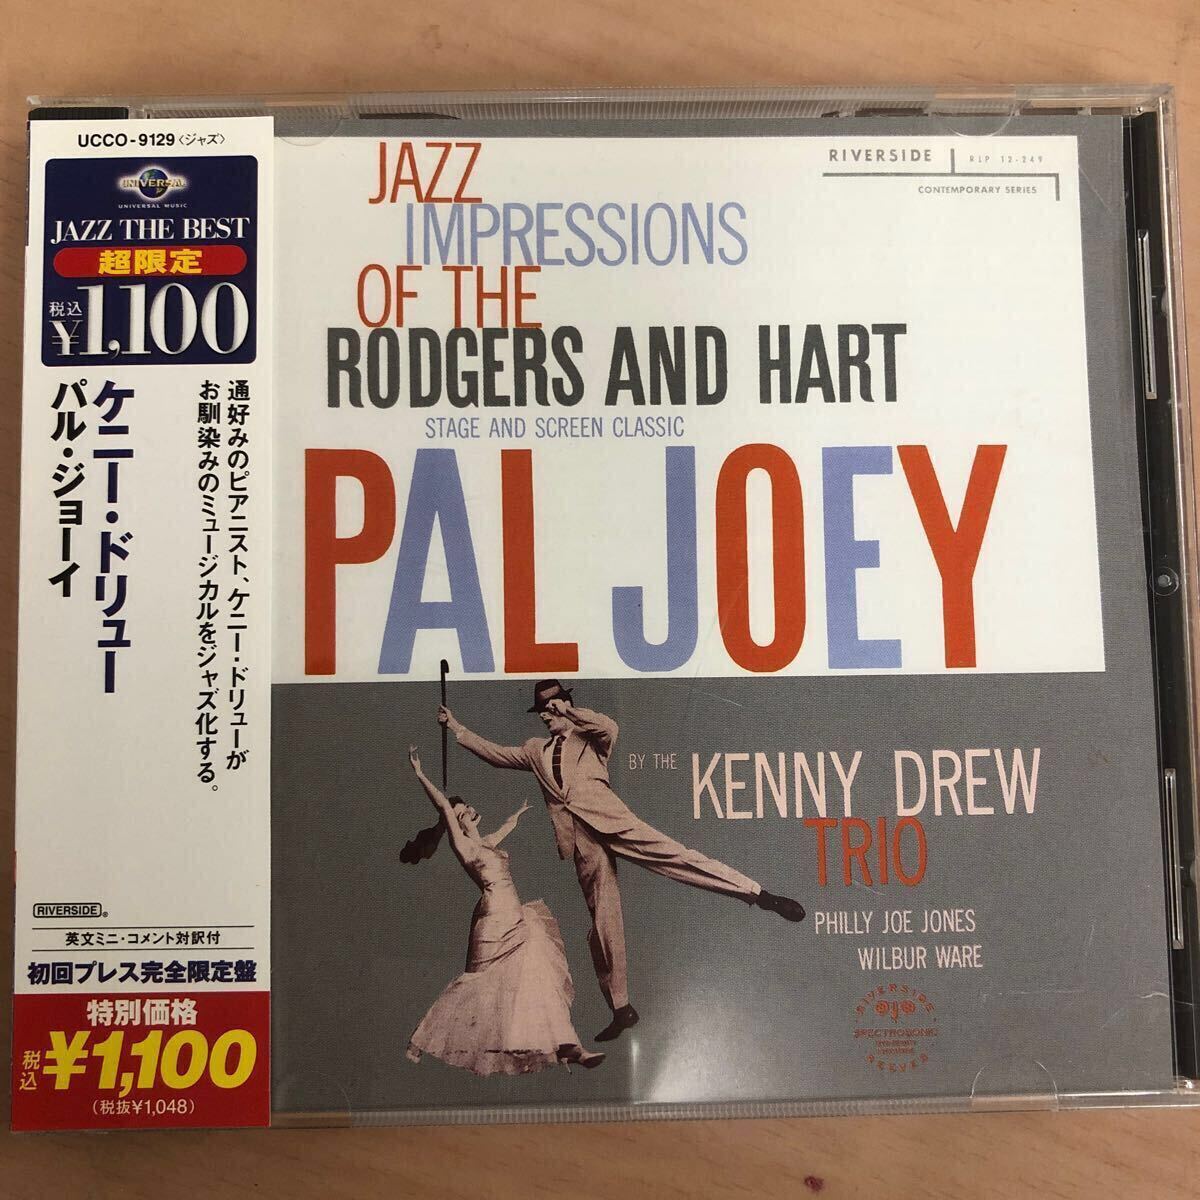 UCCO-9129〈ジャズ〉
UNIVERSAL
UNIVERSAL MUSIC
JAZZ THE BEST
超限定
税込
¥1,100
通好みのピアニスト、ケニー・ドリューが
お馴染みのミュージカルをジャズ化する。
ケニー・ドリュー
パル・ジョーイ
RIVERSIDE
英文ミニ・コメント対訳付
初回プレス完全限定盤
特別価格
税込
¥1,100
(税抜¥1,048)
JAZZ
IMPRESSIONS
OF THE
RODGERS AND HART
STAGE AND SCREEN CLASSIC
PAL JOEY
RIVERSIDE
RLP 12-249
CONTEMPORARY SERIES
BY THE
KENNY DREW
TRIO
PHILLY JOE JONES
WILBUR WARE
RIVERSIDE
SPECTROSONIC
REEVES